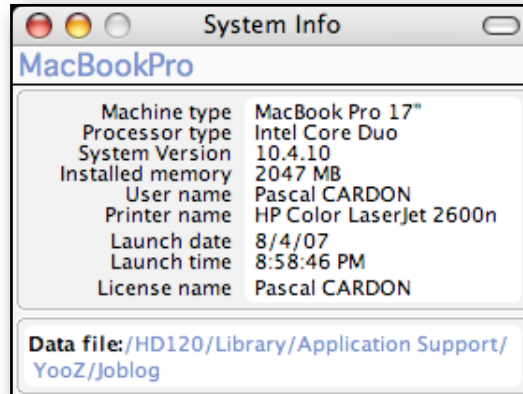 System Info
MacBookPro
Machine type MacBook Pro 17"
Processor type Intel Core Duo
System Version 10.4.10
Installed memory 2047 MB
User name Pascal CARDON
Printer name HP Color LaserJet 2600n
Launch date 8/4/07
Launch time 8:58:46 PM
License name Pascal CARDON
Data file:/HD120/Library/Application Support/
YooZ/Joblog